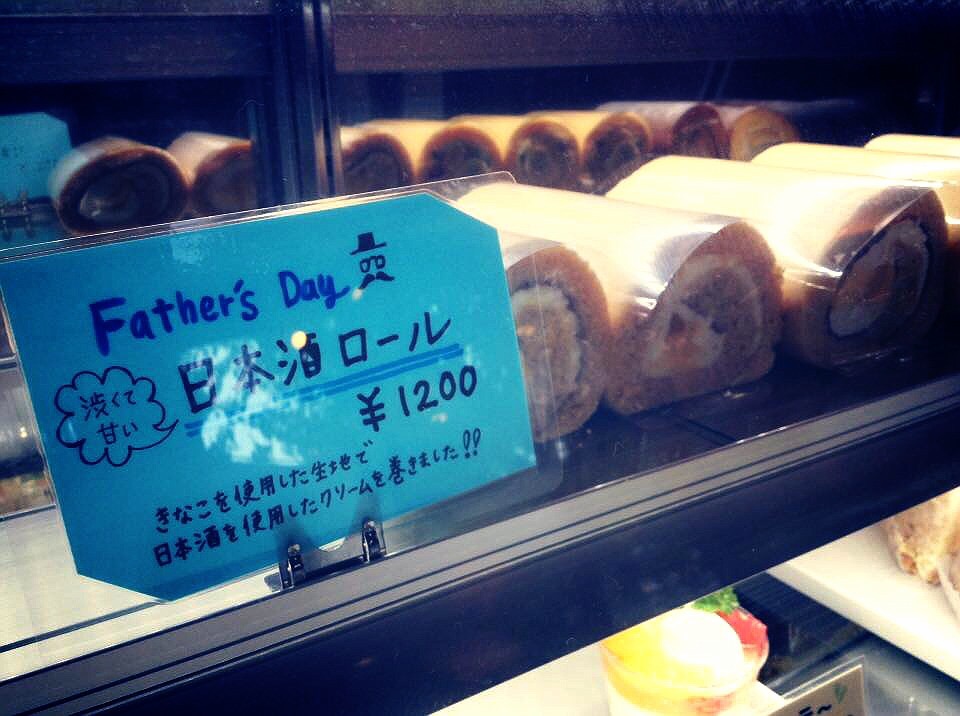 Father's Day
日本酒ロール
渋くて
甘い
¥1200
きなこを使用した生地で
日本酒を使用したクリームを巻きました!!